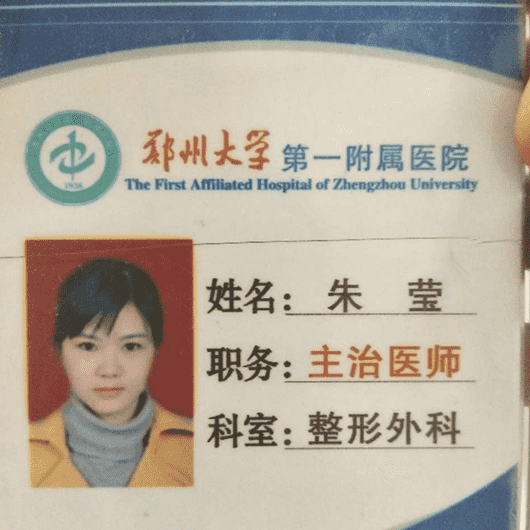 郑州大学 第一附属医院
The First Affiliated Hospital of Zhengzhou University
1928
姓名：朱 莹
职务：主治医师
科室：整形外科